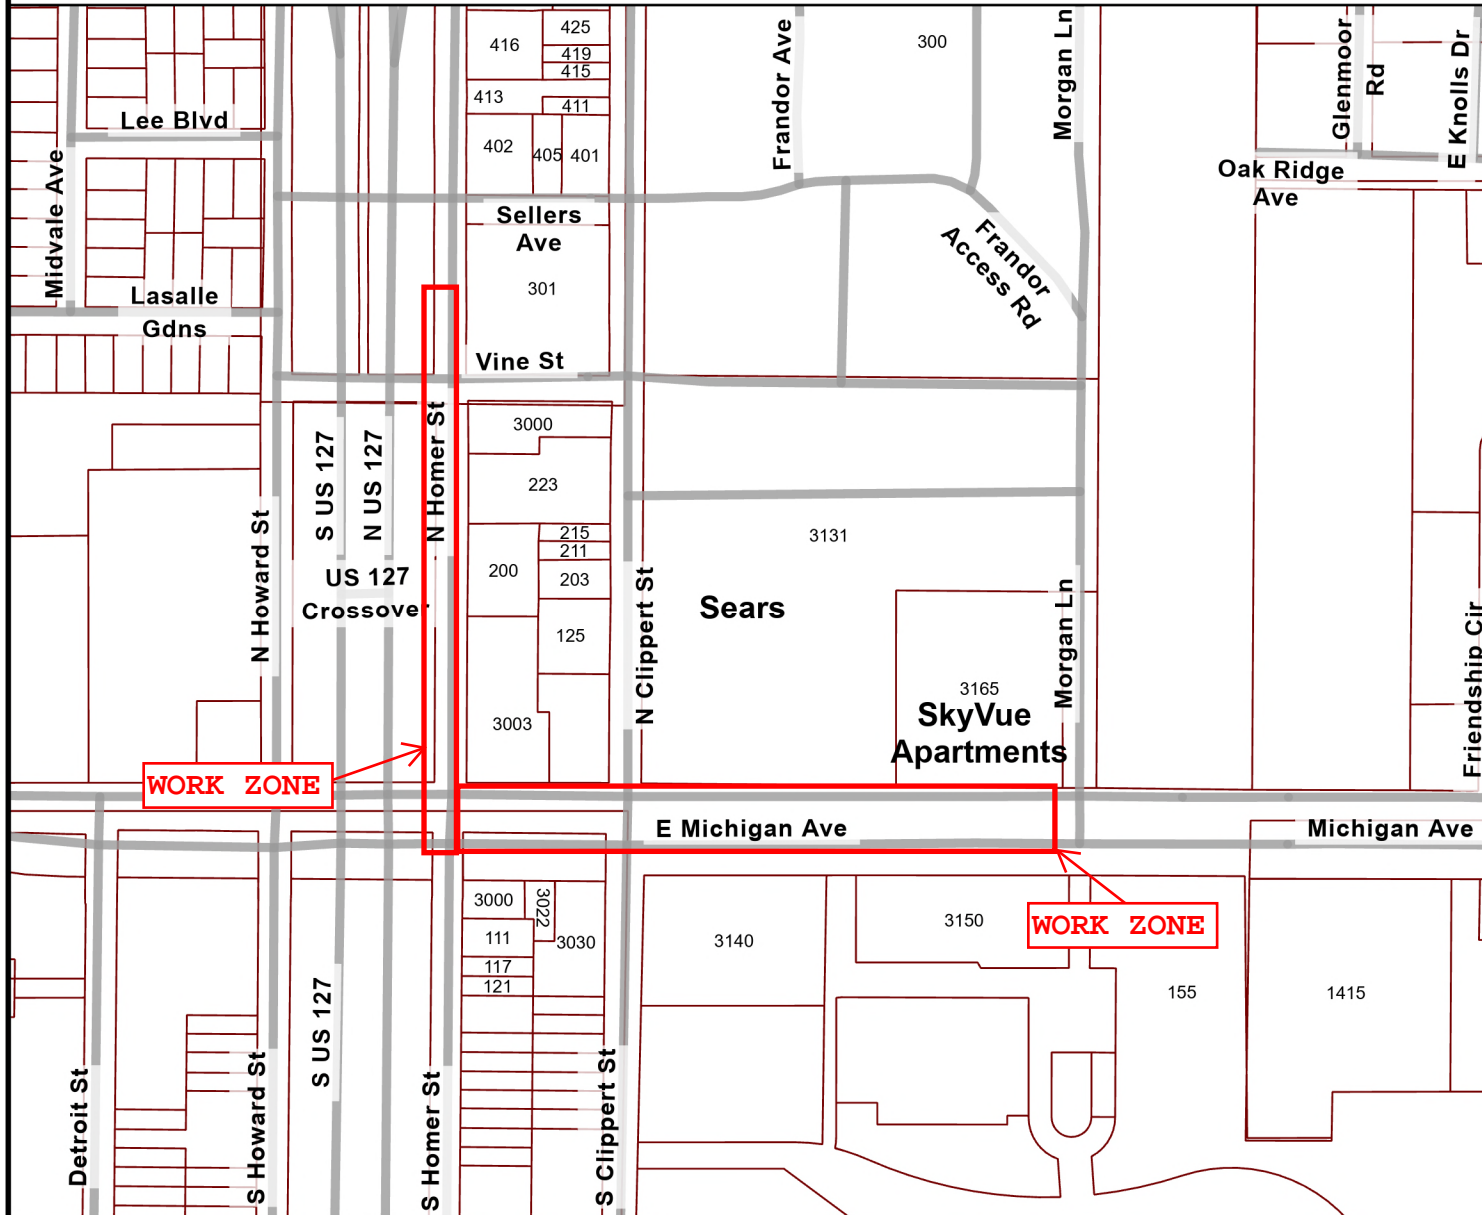 416
425
419
415
413
411
402
405
401
Frandor Ave
300
Morgan Ln
Glenmoor
Rd
E Knolls Dr
Lee Blvd
Midvale Ave
Oak Ridge
Ave
Sellers
Ave
Frandor
Access Rd
Lasalle
Gdns
301
Vine St
S US 127
N US 127
N Homer St
3000
223
215
211
200
203
125
3003
N Howard St
US 127
Crossover
N Clippert St
3131
Sears
Morgan Ln
3165
SkyVue
Apartments
Friendship Cir
WORK ZONE
E Michigan Ave
Michigan Ave
WORK ZONE
3000
3022
3030
111
117
121
3140
3150
155
1415
Detroit St
S Howard St
S US 127
S Homer St
S Clippert St